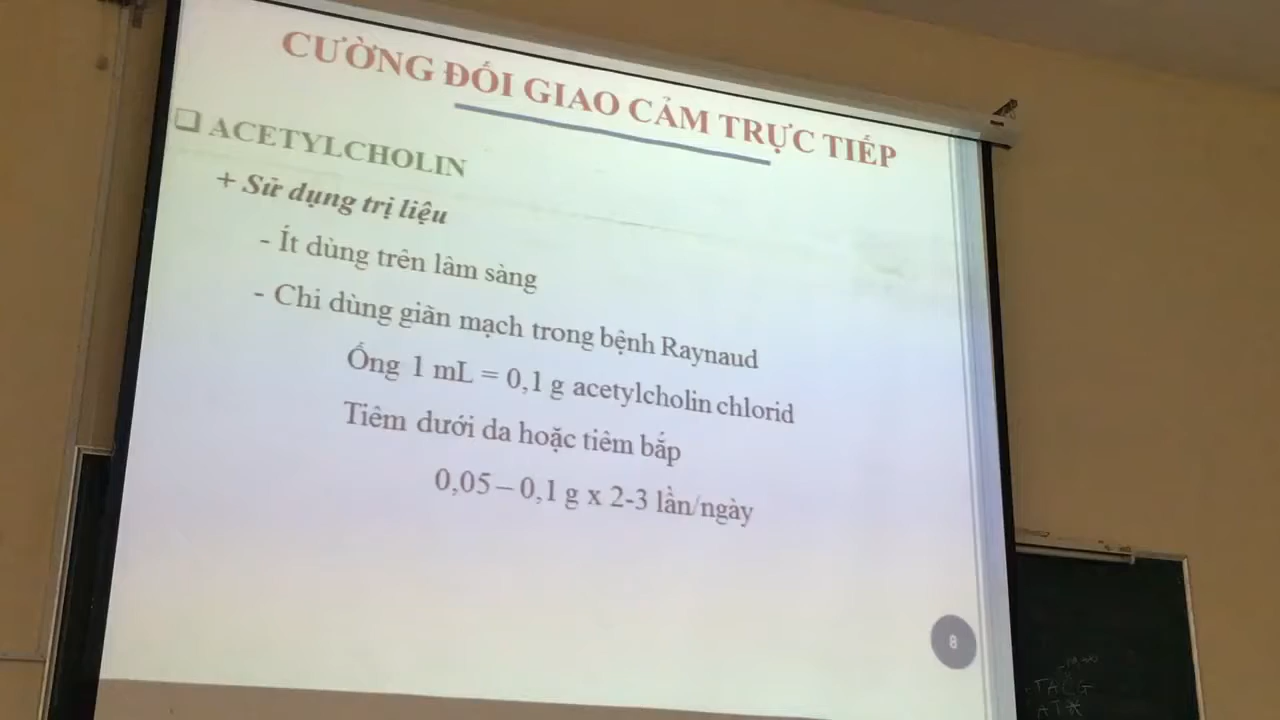 CƯỜNG ĐỐI GIAO CẢM TRỰC TIẾP
❑ ACETYLCHOLIN
+ Sử dụng trị liệu
- Ít dùng trên lâm sàng
- Chỉ dùng giãn mạch trong bệnh Raynaud
Ống 1 mL = 0,1 g acetylcholin chlorid
Tiêm dưới da hoặc tiêm bắp
0,05 – 0,1 g x 2-3 lần/ngày
8
TACG